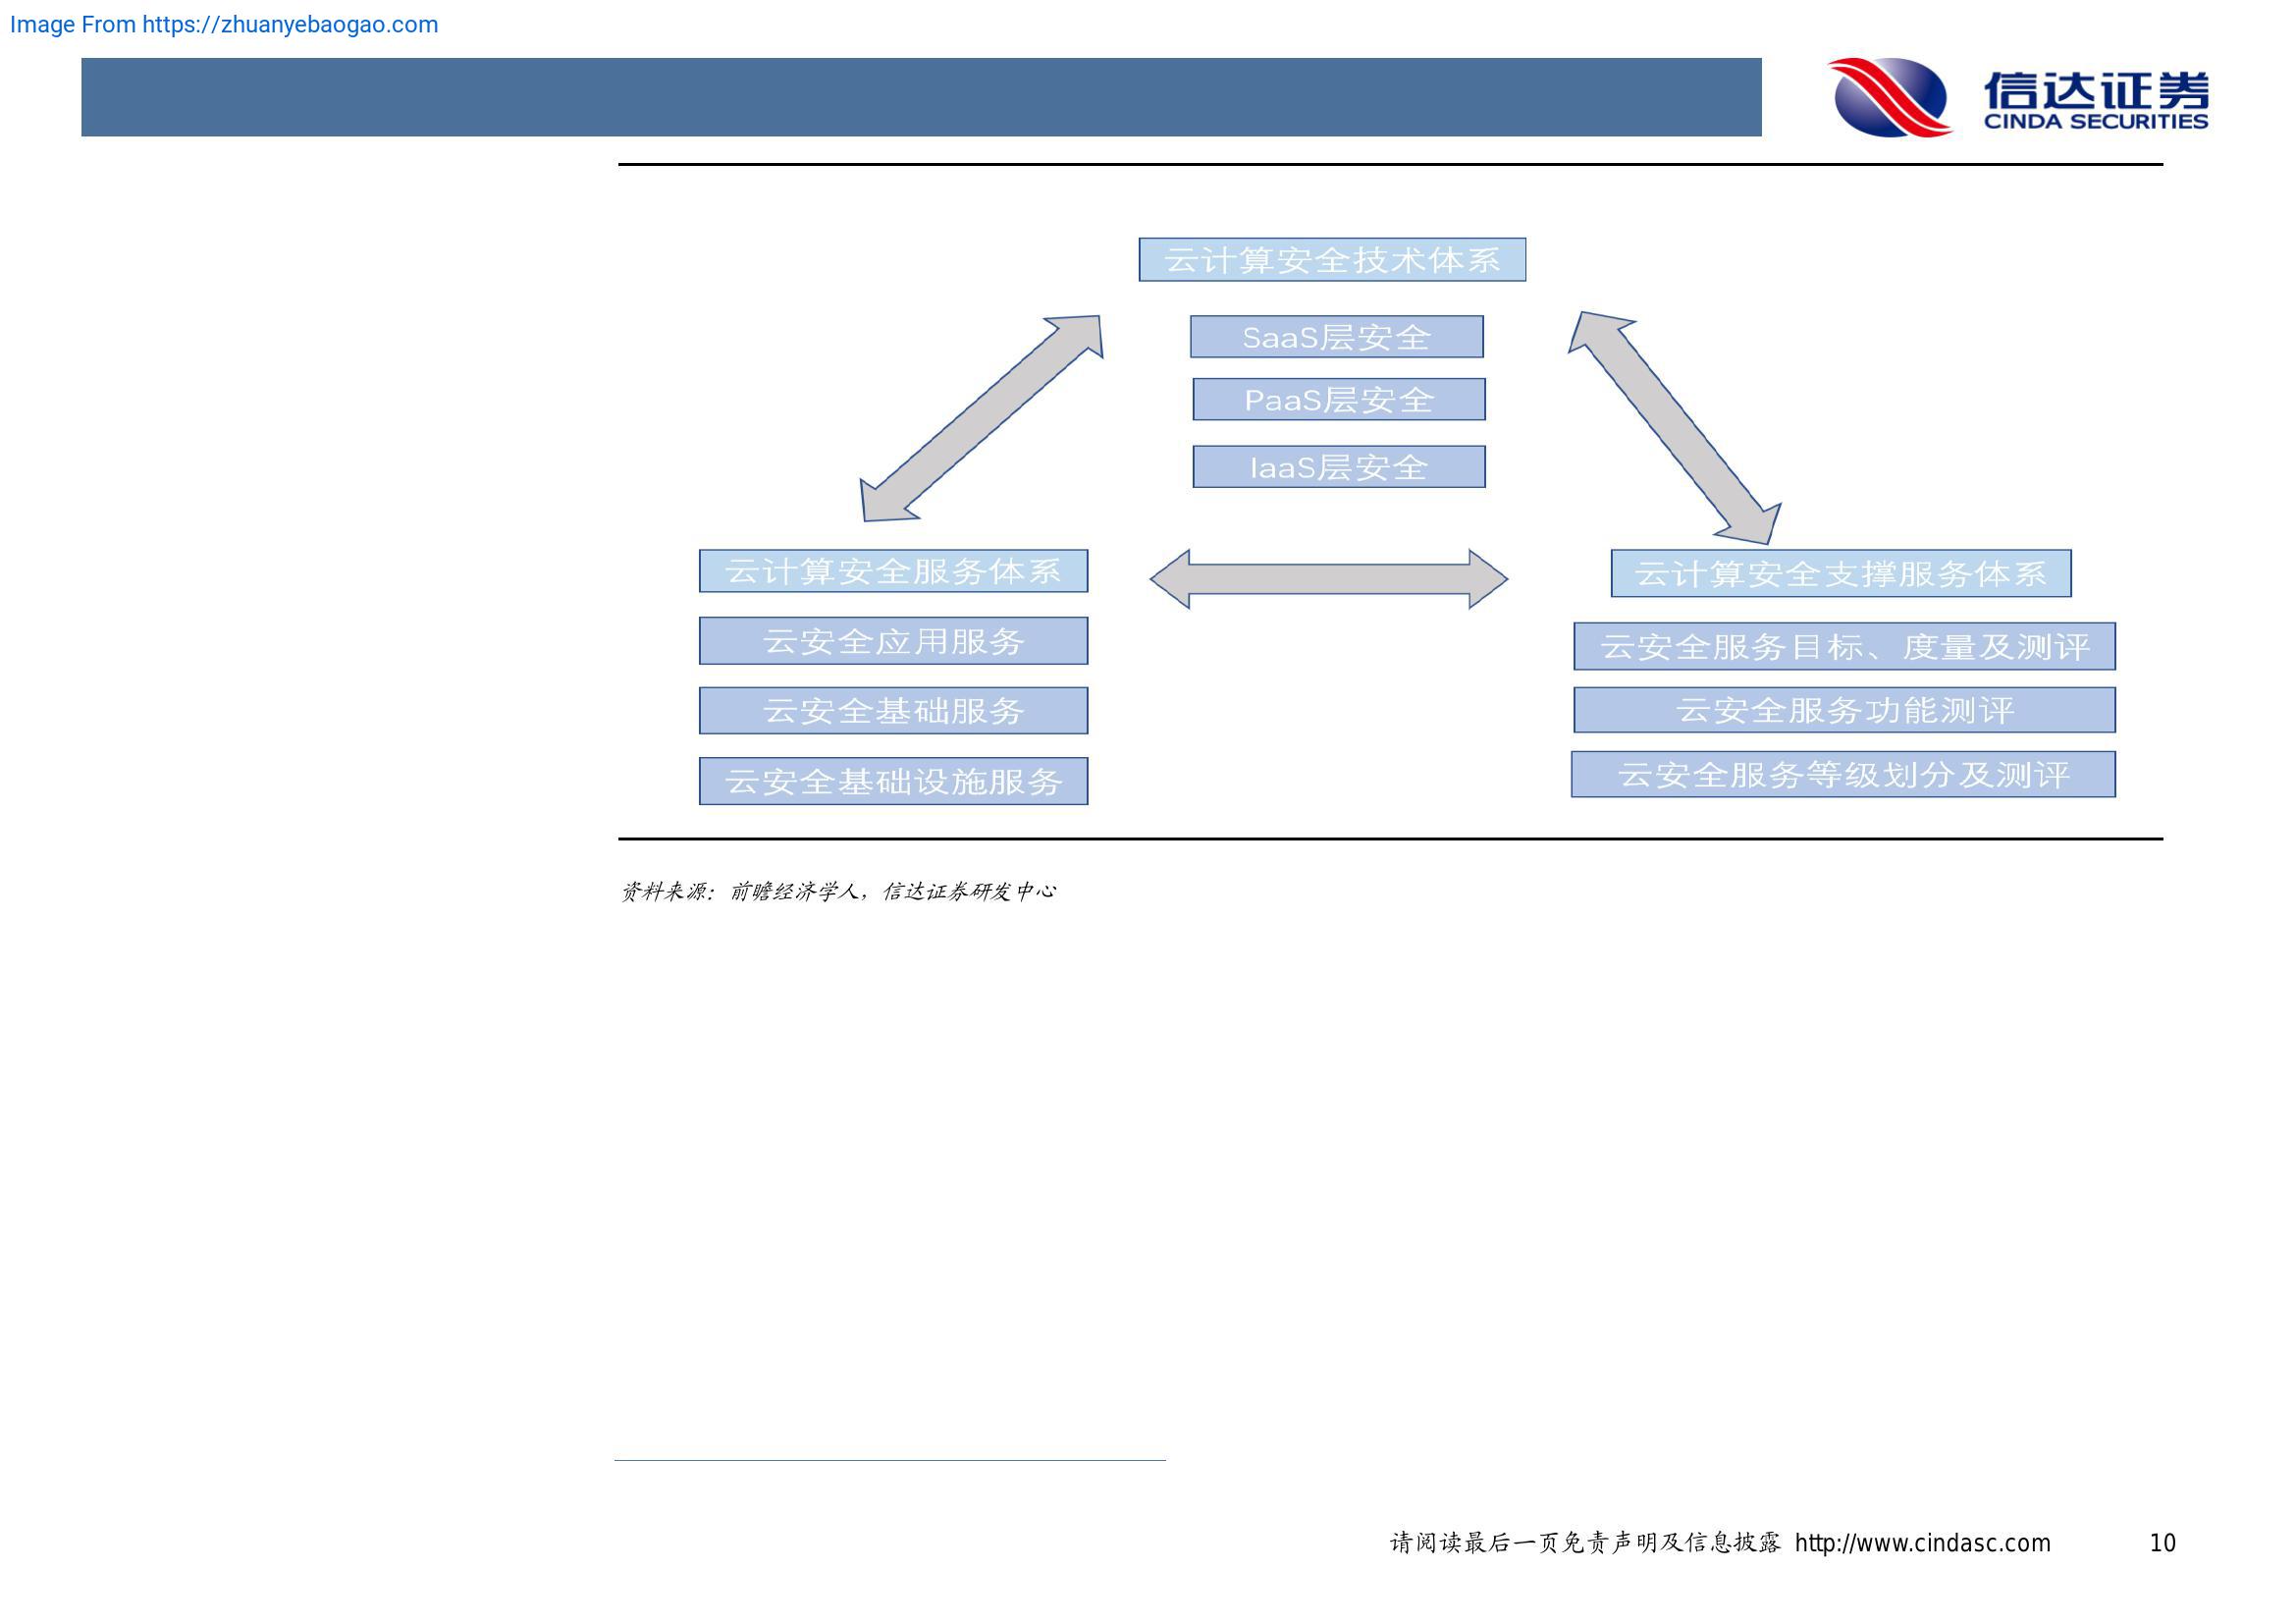 Image From https://zhuanyebaogao.com
信达证券
CINDA SECURITIES
云计算安全技术体系
SaaS层安全
PaaS层安全
IaaS层安全
云计算安全服务体系
云安全应用服务
云安全基础服务
云安全基础设施服务
云计算安全支撑服务体系
云安全服务目标、度量及测评
云安全服务功能测评
云安全服务等级划分及测评
资料来源：前瞻经济学人，信达证券研发中心
请阅读最后一页免责声明及信息披露 http://www.cindasc.com 10